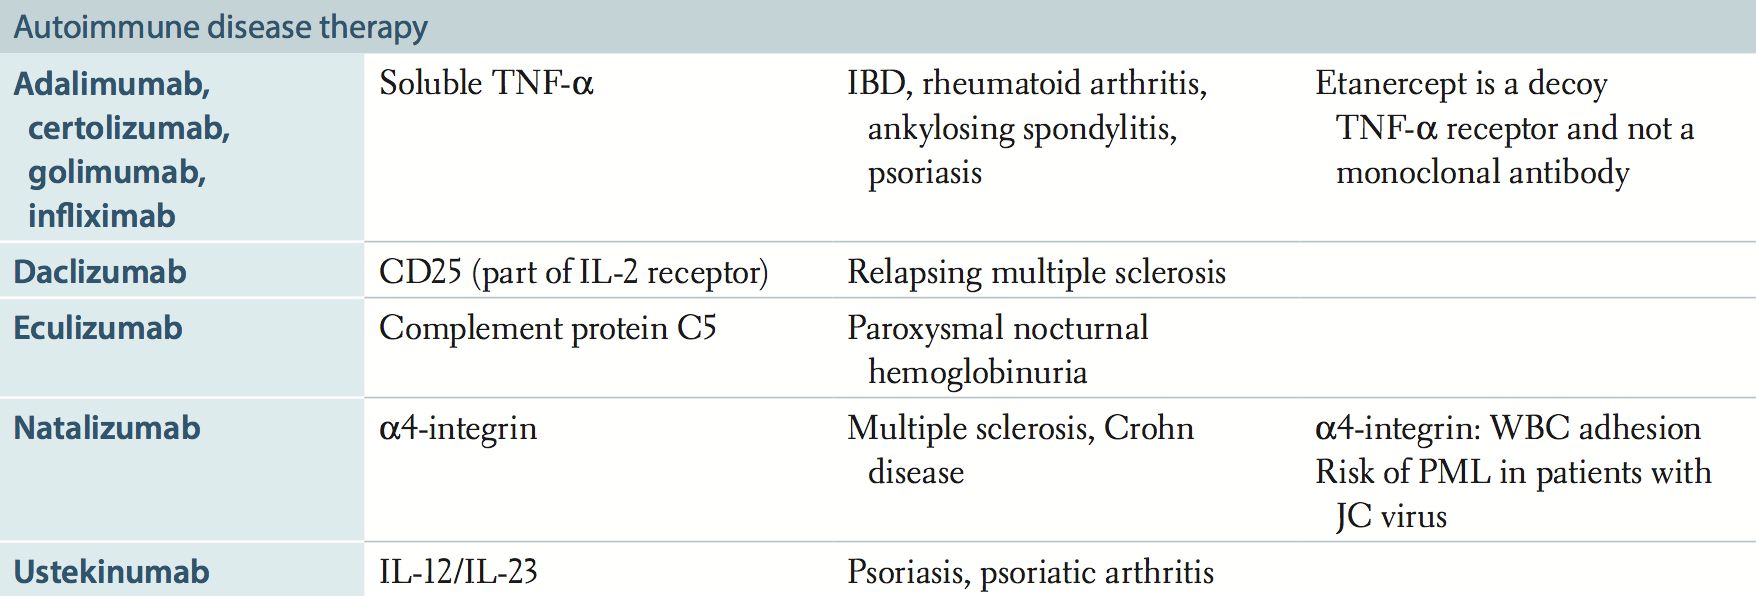 Autoimmune disease therapy
Adalimumab, Soluble TNF-α IBD, rheumatoid arthritis, Etanercept is a decoy
certolizumab, ankylosing spondylitis, TNF-α receptor and not a
golimumab, psoriasis monoclonal antibody
infliximab
Daclizumab CD25 (part of IL-2 receptor) Relapsing multiple sclerosis
Eculizumab Complement protein C5 Paroxysmal nocturnal
hemoglobinuria
Natalizumab α4-integrin Multiple sclerosis, Crohn α4-integrin: WBC adhesion
disease Risk of PML in patients with
JC virus
Ustekinumab IL-12/IL-23 Psoriasis, psoriatic arthritis